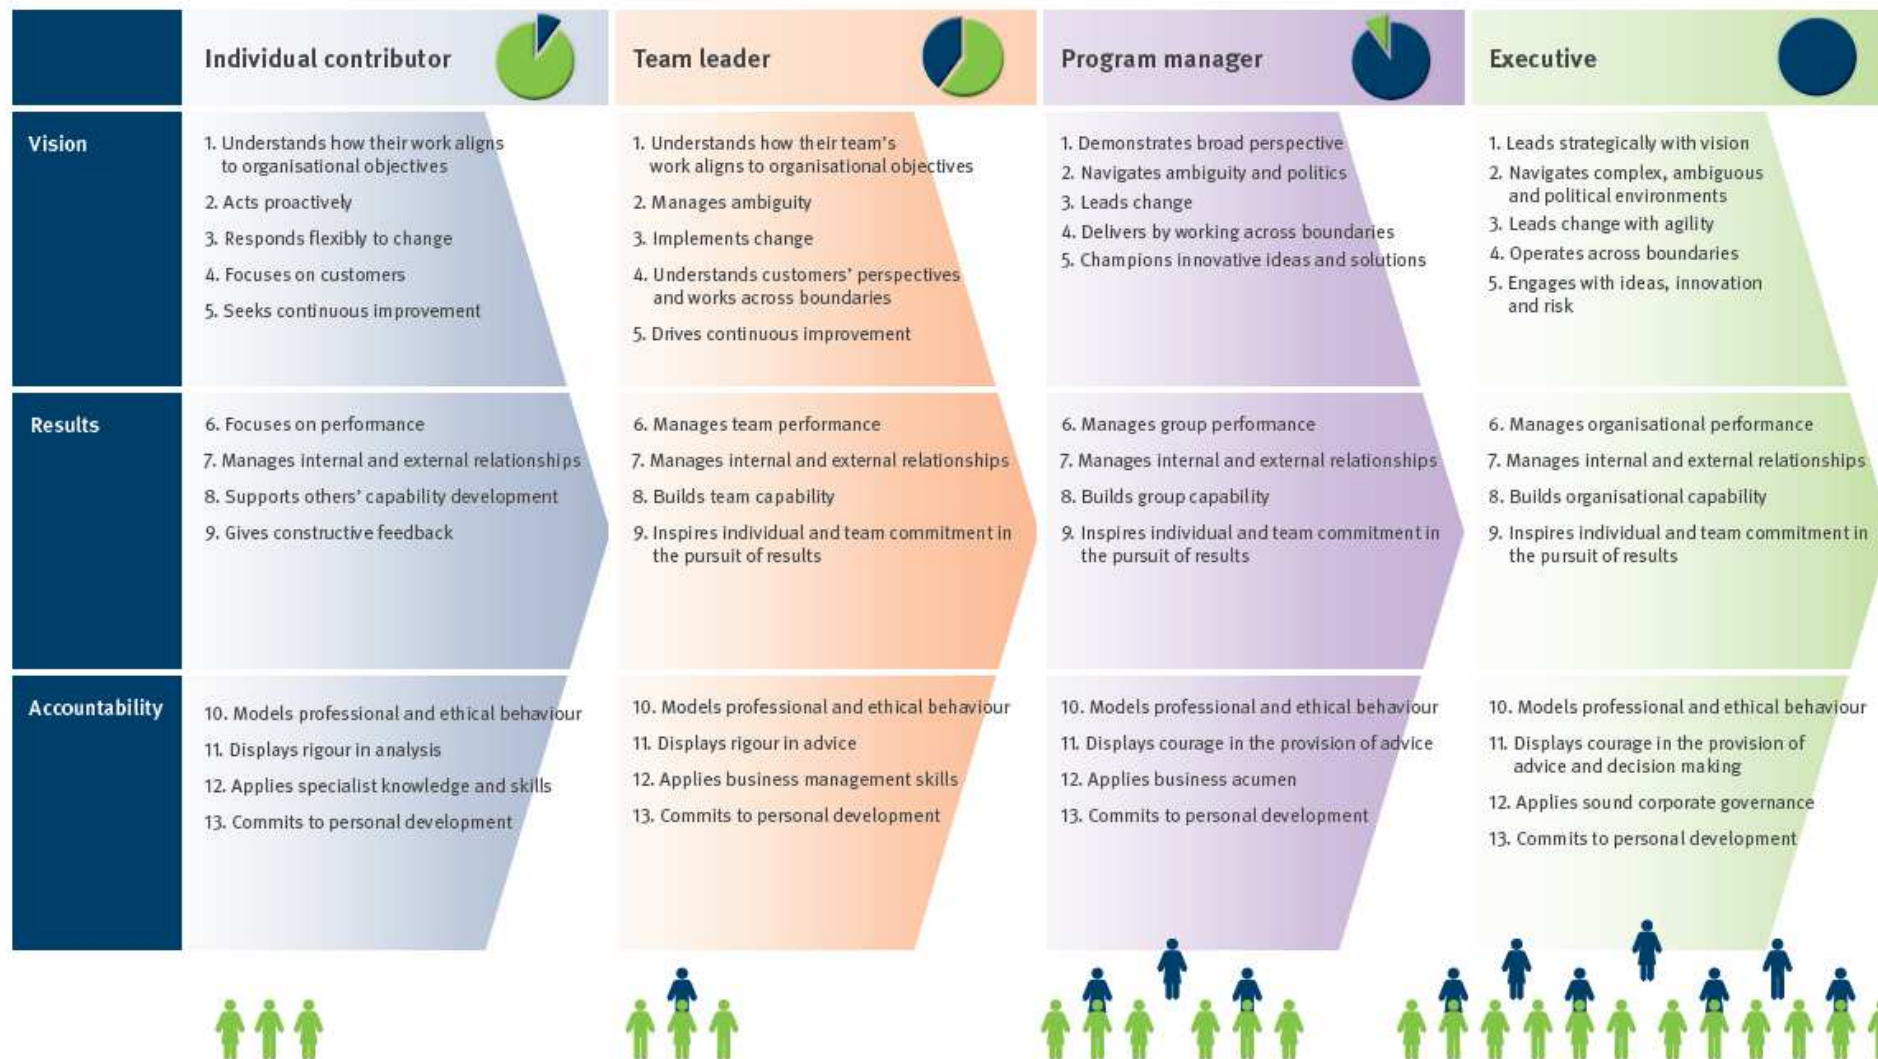 Individual contributor
Team leader
Program manager
Executive
Vision
1. Understands how their work aligns
to organisational objectives
2. Acts proactively
3. Responds flexibly to change
4. Focuses on customers
5. Seeks continuous improvement
1. Understands how their team's
work aligns to organisational objectives
2. Manages ambiguity
3. Implements change
4. Understands customers' perspectives
and works across boundaries
5. Drives continuous improvement
1. Demonstrates broad perspective
2. Navigates ambiguity and politics
3. Leads change
4. Delivers by working across boundaries
5. Champions innovative ideas and solutions
1. Leads strategically with vision
2. Navigates complex, ambiguous
and political environments
3. Leads change with agility
4. Operates across boundaries
5. Engages with ideas, innovation
and risk
Results
6. Focuses on performance
7. Manages internal and external relationships
8. Supports others' capability development
9. Gives constructive feedback
6. Manages team performance
7. Manages internal and external relationships
8. Builds team capability
9. Inspires individual and team commitment in
the pursuit of results
6. Manages group performance
7. Manages internal and external relationships
8. Builds group capability
9. Inspires individual and team commitment in
the pursuit of results
6. Manages organisational performance
7. Manages internal and external relationships
8. Builds organisational capability
9. Inspires individual and team commitment in
the pursuit of results
Accountability
10. Models professional and ethical behaviour
11. Displays rigour in analysis
12. Applies specialist knowledge and skills
13. Commits to personal development
10. Models professional and ethical behaviour
11. Displays rigour in advice
12. Applies business management skills
13. Commits to personal development
10. Models professional and ethical behaviour
11. Displays courage in the provision of advice
12. Applies business acumen
13. Commits to personal development
10. Models professional and ethical behaviour
11. Displays courage in the provision of
advice and decision making
12. Applies sound corporate governance
13. Commits to personal development